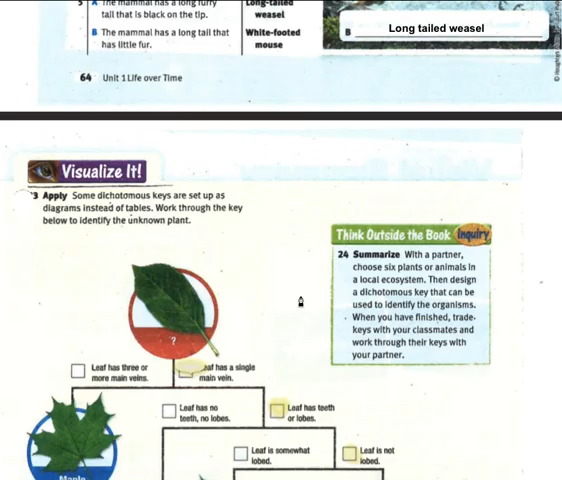 5 A The mammal has a long furry
tail that is black on the tip.
Long-tailed
weasel
B The mammal has a long tail that
has little fur.
White-footed
mouse
B Long tailed weasel
64 Unit 1 Life over Time
Visualize It!
3 Apply Some dichotomous keys are set up as
diagrams instead of tables. Work through the key
below to identify the unknown plant.
Think Outside the Book Inquiry
24 Summarize With a partner,
choose six plants or animals in
a local ecosystem. Then design
a dichotomous key that can be
used to identify the organisms.
When you have finished, trade
keys with your classmates and
work through their keys with
your partner.
?
Leaf has three or
more main veins.
Leaf has a single
main vein.
Leaf has no
teeth, no lobes.
Leaf has teeth
or lobes.
Leaf is somewhat
lobed.
Leaf is not
lobed.
Maple